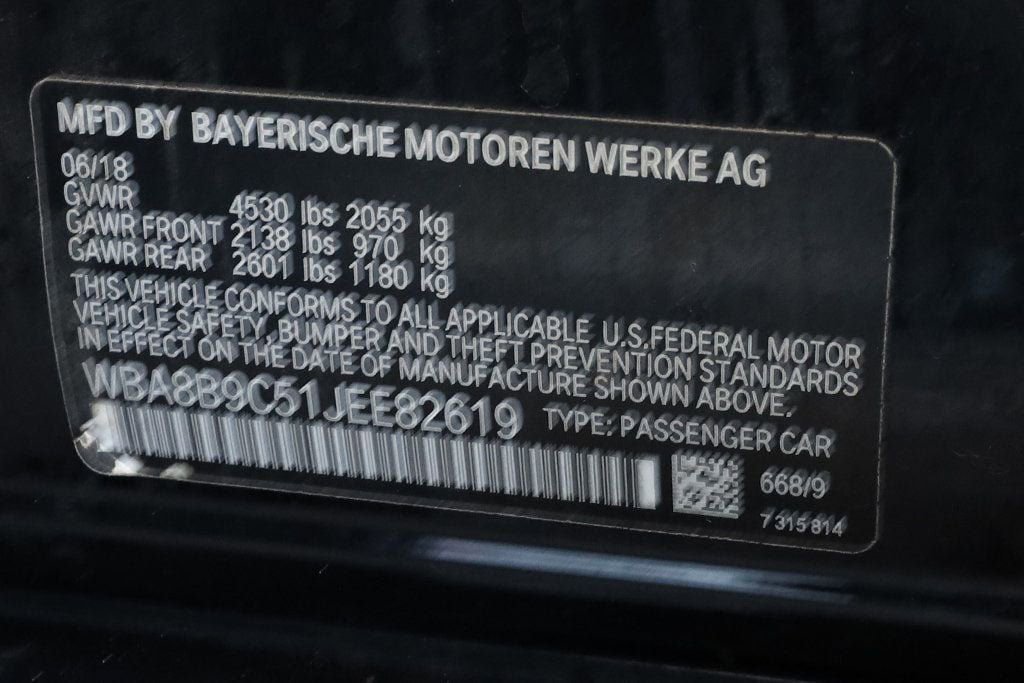 MFD BY BAYERISCHE MOTOREN WERKE AG
06/18
GVWR 4530 lbs 2055 kg
GAWR FRONT 2138 lbs 970 kg
GAWR REAR 2601 lbs 1180 kg
THIS VEHICLE CONFORMS TO ALL APPLICABLE U.S.FEDERAL MOTOR
VEHICLE SAFETY, BUMPER AND THEFT PREVENTION STANDARDS
IN EFFECT ON THE DATE OF MANUFACTURE SHOWN ABOVE.
WBA8B9C51JEE82619 TYPE: PASSENGER CAR
668/9
7 315 814